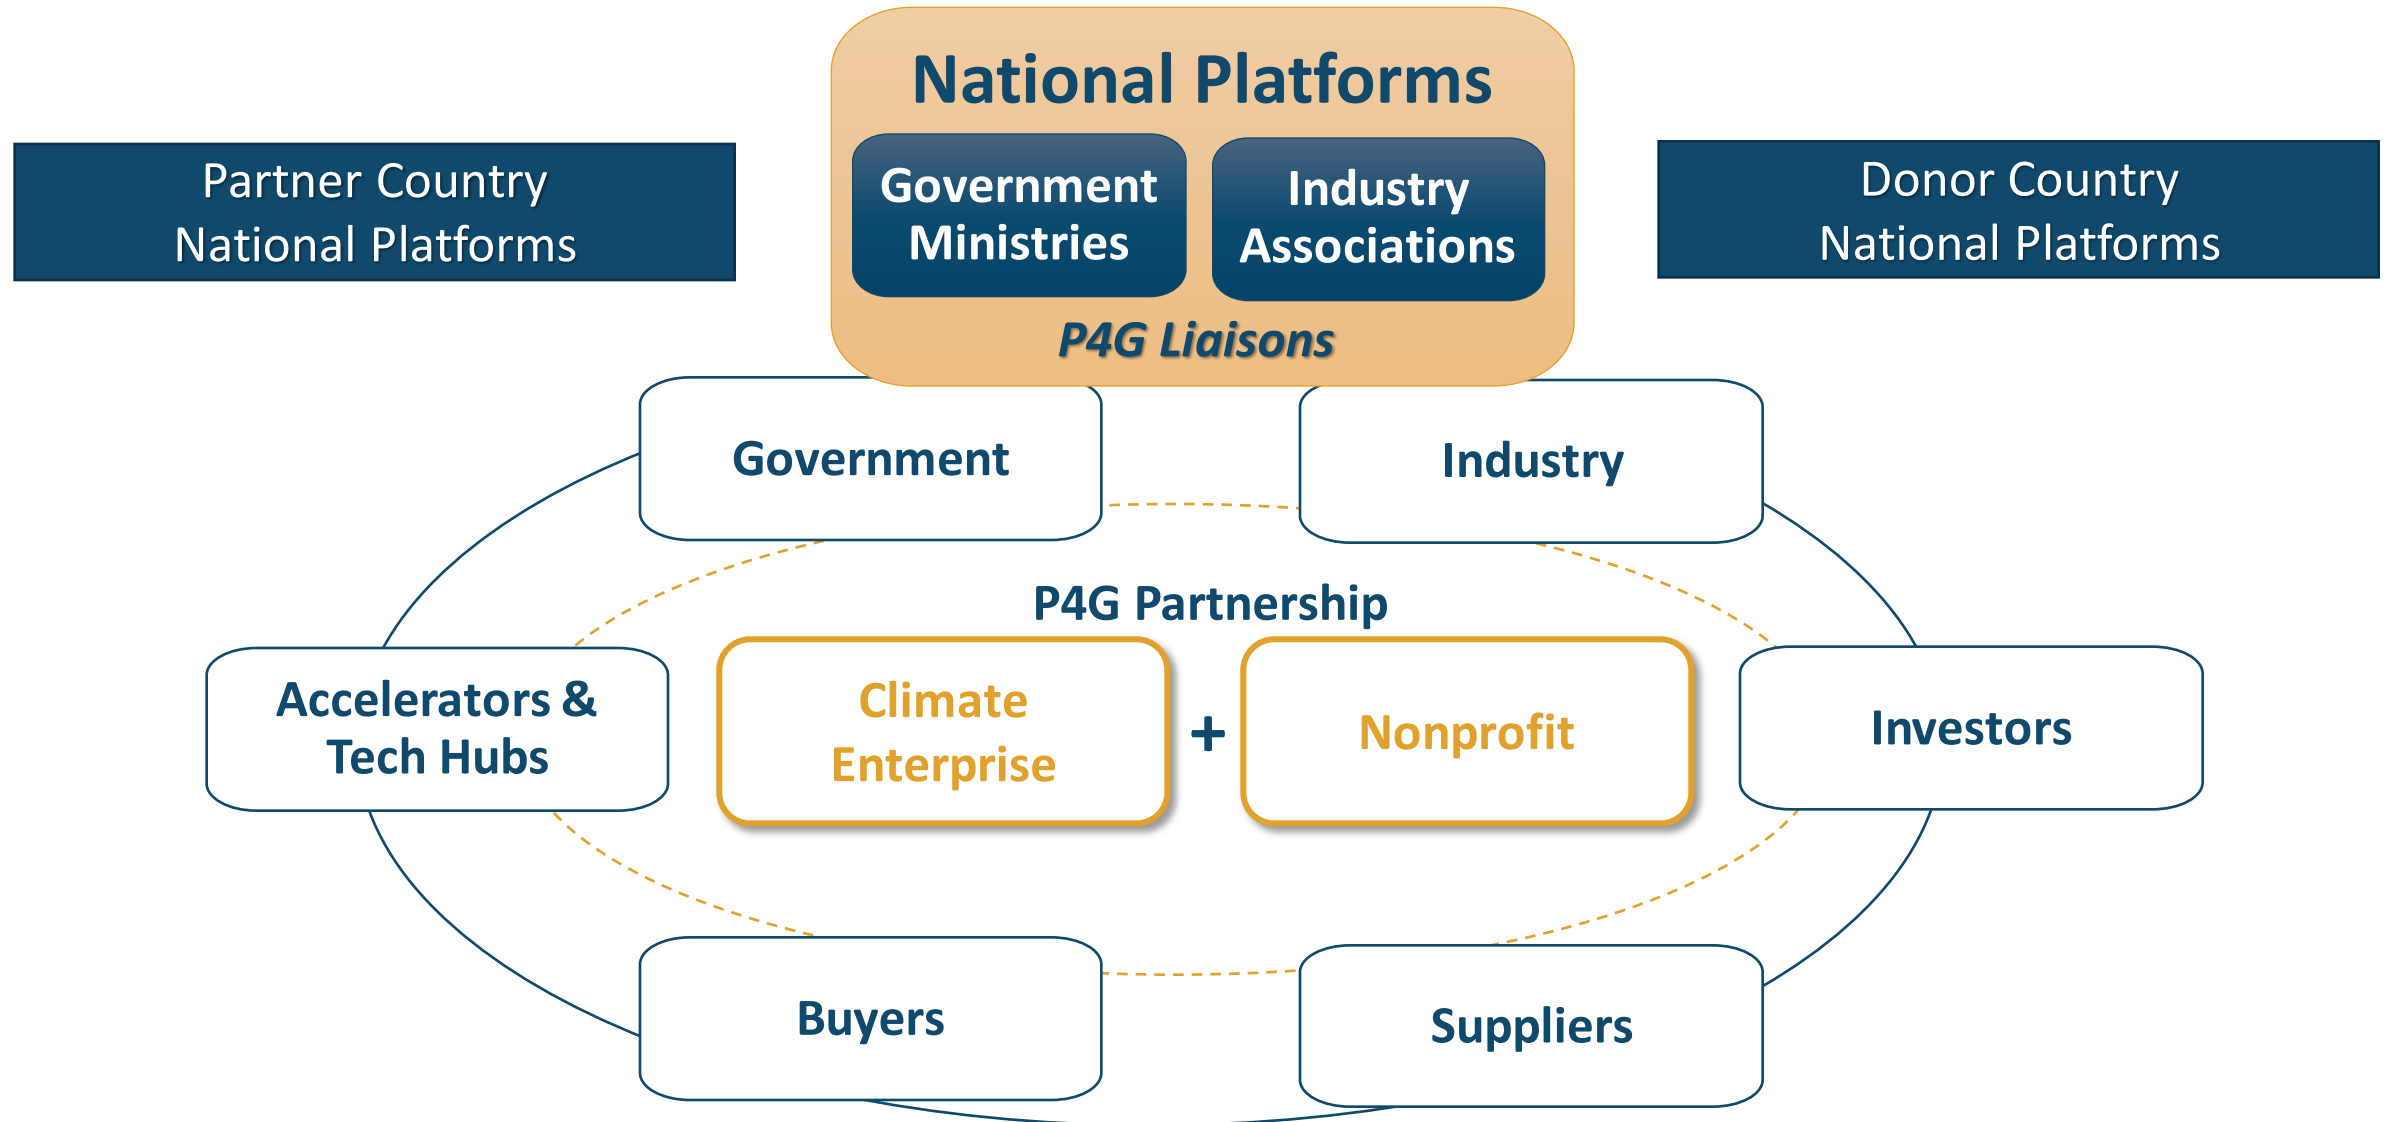 National Platforms
Partner Country
National Platforms
Government
Ministries
Industry
Associations
Donor Country
National Platforms
P4G Liaisons
Government
Industry
P4G Partnership
Accelerators &
Tech Hubs
Climate
Enterprise
+
Nonprofit
Investors
Buyers
Suppliers